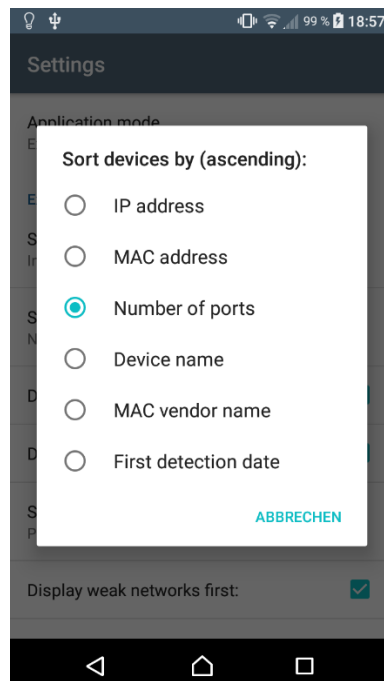 99 % 18:57
Settings
Application mode
E
Sort devices by (ascending):
E
IP address
S
In
MAC address
S
N
Number of ports
D
Device name
D
MAC vendor name
S
P
First detection date
ABBRECHEN
Display weak networks first: